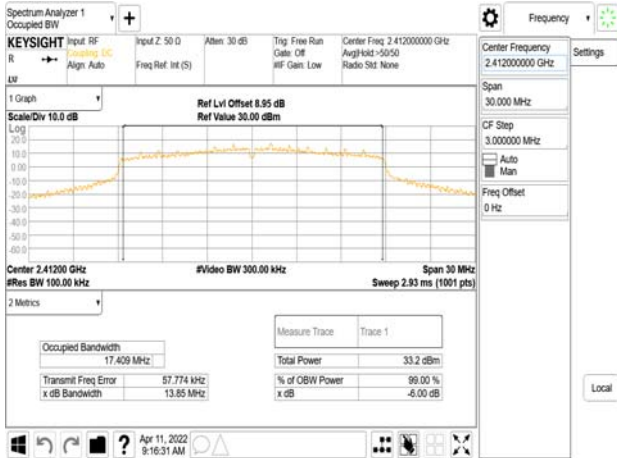 Spectrum Analyzer 1
Occupied BW
Frequency
KEYSIGHT
Input: RF
Coupling: DC
Align: Auto
Input Z: 50 Ω
Freq Ref: Int (S)
Atten: 30 dB
Trig: Free Run
Gate: Off
#IF Gain: Low
Center Freq: 2.412000000 GHz
Avg|Hold:>50/50
Radio Std: None
R
LVI
Center Frequency
2.412000000 GHz
Settings
Span
30.000 MHz
CF Step
3.000000 MHz
Auto
Man
Freq Offset
0 Hz
Local
1 Graph
Scale/Div 10.0 dB
Ref Lvl Offset 8.95 dB
Ref Value 30.00 dBm
Log
20.0
10.0
0.00
-10.0
-20.0
-30.0
-40.0
-50.0
-60.0
Center 2.41200 GHz
#Res BW 100.00 kHz
#Video BW 300.00 kHz
Span 30 MHz
Sweep 2.93 ms (1001 pts)
2 Metrics
Measure Trace
Trace 1
Occupied Bandwidth
17.409 MHz
Total Power
33.2 dBm
Transmit Freq Error
57.774 kHz
% of OBW Power
99.00 %
x dB Bandwidth
13.85 MHz
x dB
-6.00 dB
Apr 11, 2022
9:16:31 AM